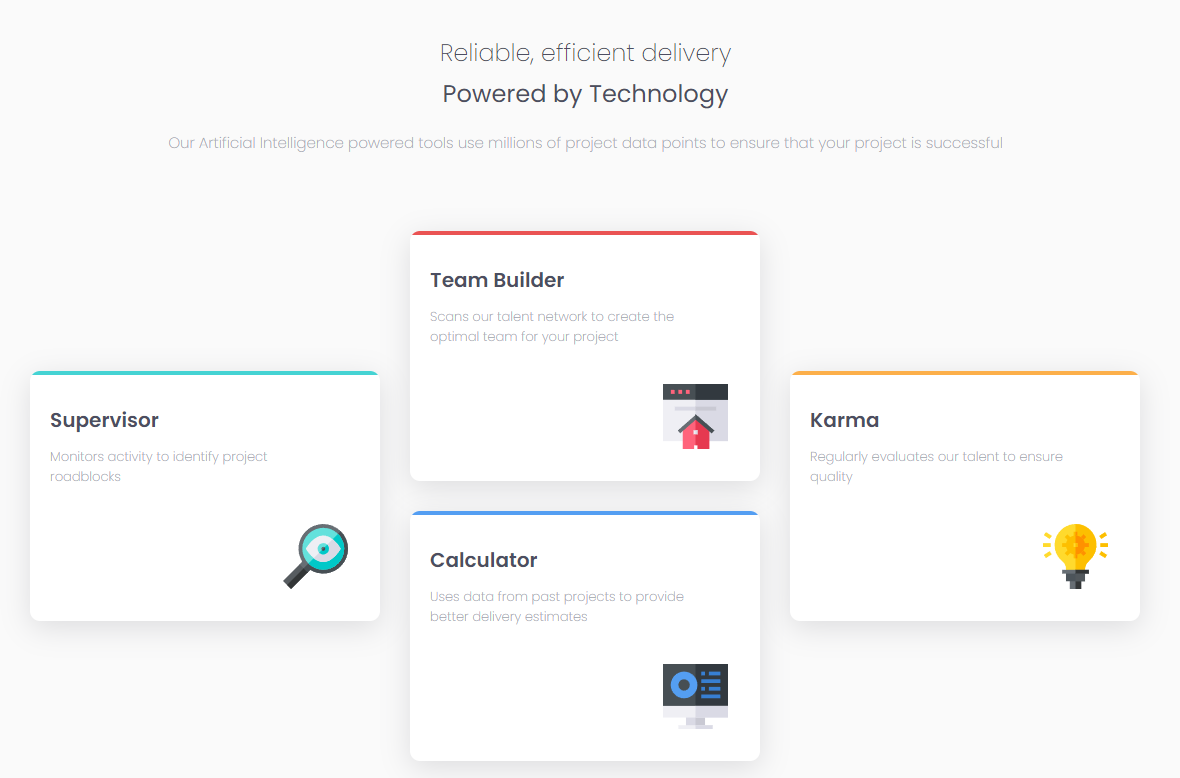 Reliable, efficient delivery
Powered by Technology
Our Artificial Intelligence powered tools use millions of project data points to ensure that your project is successful
Supervisor
Monitors activity to identify project
roadblocks
Team Builder
Scans our talent network to create the
optimal team for your project
Calculator
Uses data from past projects to provide
better delivery estimates
Karma
Regularly evaluates our talent to ensure
quality